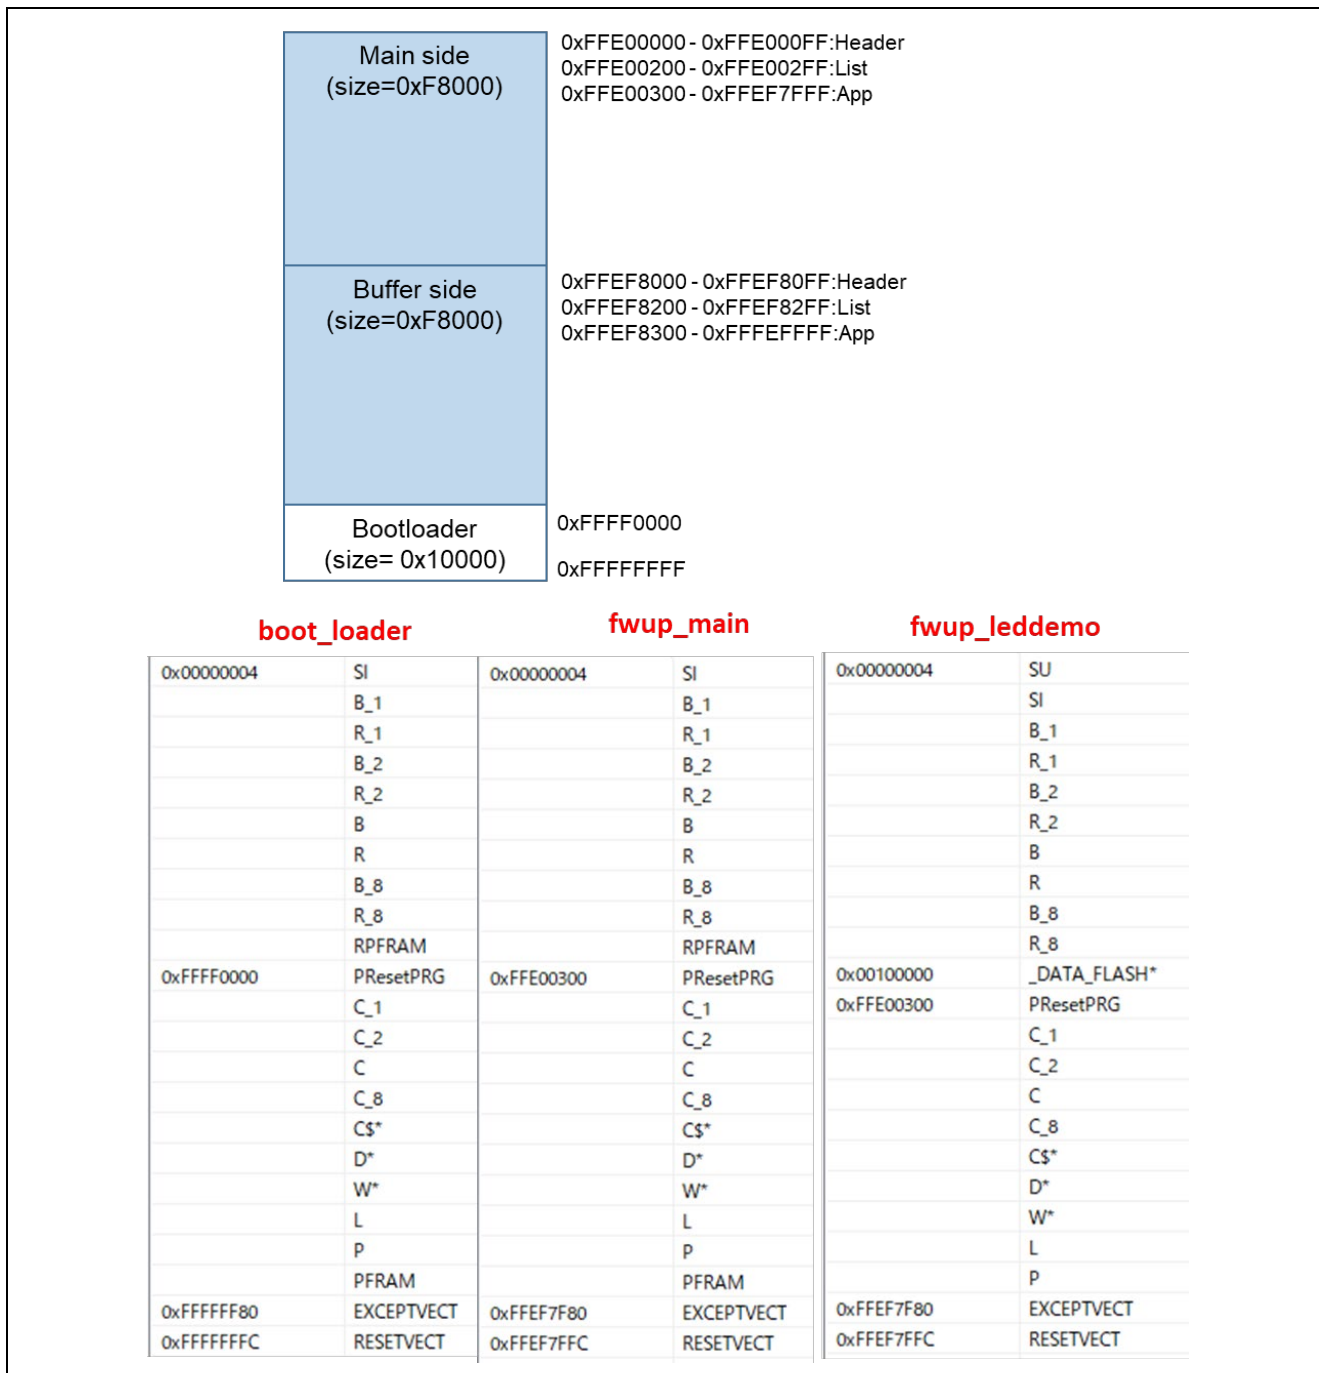 Main side
(size=0xF8000)
0xFFE00000 - 0xFFE000FF:Header
0xFFE00200 - 0xFFE002FF:List
0xFFE00300 - 0xFFEF7FFF:App
Buffer side
(size=0xF8000)
0xFFEF8000 - 0xFFEF80FF:Header
0xFFEF8200 - 0xFFEF82FF:List
0xFFEF8300 - 0xFFFEFFFF:App
Bootloader
(size= 0x10000)
0xFFFF0000
0xFFFFFFFF
boot_loader
0x00000004 SI
B_1
R_1
B_2
R_2
B
R
B_8
R_8
RPFRAM
0xFFFF0000 PResetPRG
C_1
C_2
C
C_8
C$*
D*
W*
L
P
PFRAM
0xFFFFFF80 EXCEPTVECT
0xFFFFFFFC RESETVECT
fwup_main
0x00000004 SI
B_1
R_1
B_2
R_2
B
R
B_8
R_8
RPFRAM
0xFFE00300 PResetPRG
C_1
C_2
C
C_8
C$*
D*
W*
L
P
PFRAM
0xFFEF7F80 EXCEPTVECT
0xFFEF7FFC RESETVECT
fwup_leddemo
0x00000004 SU
SI
B_1
R_1
B_2
R_2
B
R
B_8
R_8
0x00100000 _DATA_FLASH*
0xFFE00300 PResetPRG
C_1
C_2
C
C_8
C$*
D*
W*
L
P
0xFFEF7F80 EXCEPTVECT
0xFFEF7FFC RESETVECT